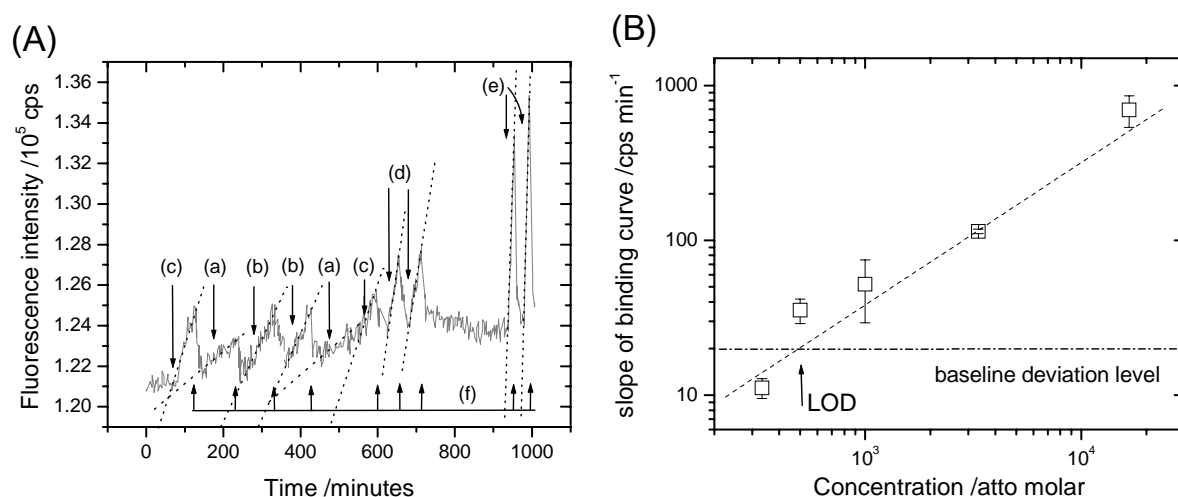 (A)
Fluorescence intensity /10⁵ cps
1.36
1.34
1.32
1.30
1.28
1.26
1.24
1.22
1.20
(c)
(a)
(b)
(b)
(a)
(c)
(d)
(e)
(f)
0
200
400
600
800
1000
Time /minutes
(B)
slope of binding curve /cps min⁻¹
1000
100
10
baseline deviation level
LOD
10³
10⁴
Concentration /atto molar